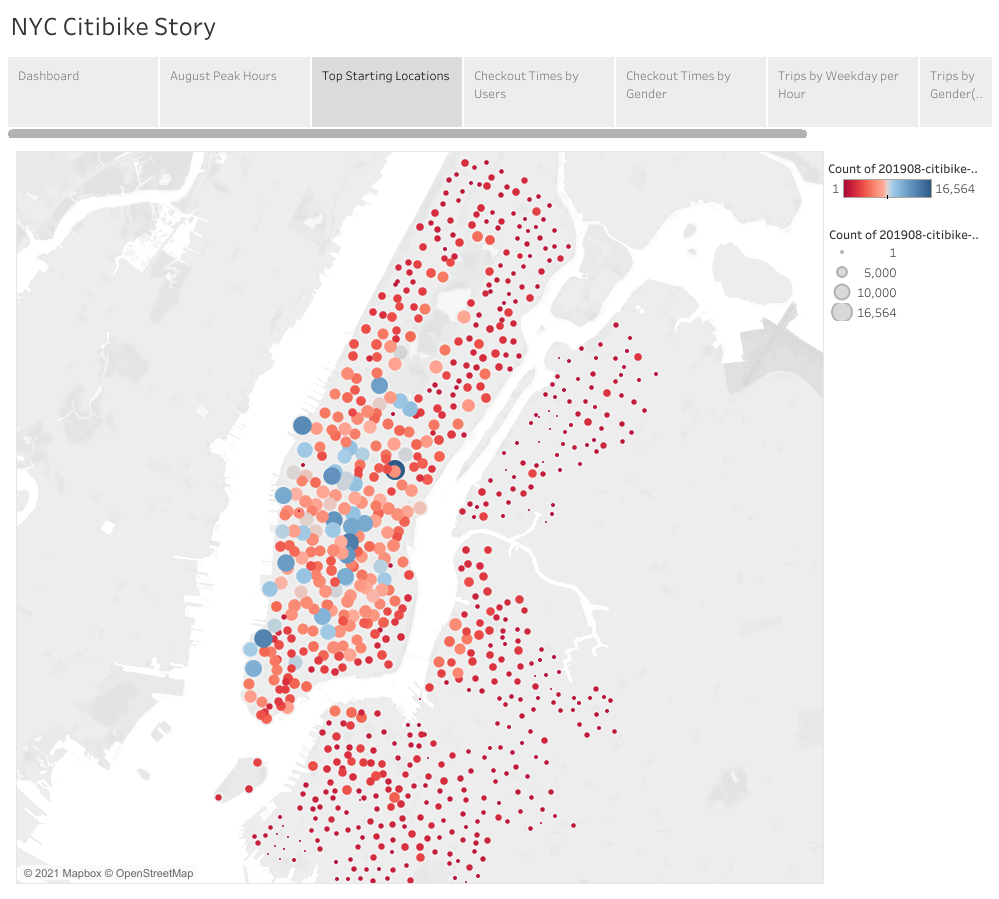 NYC Citibike Story
Dashboard
August Peak Hours
Top Starting Locations
Checkout Times by
Users
Checkout Times by
Gender
Trips by Weekday per
Hour
Trips by
Gender(..
Count of 201908-citibike-..
1
16,564
Count of 201908-citibike-..
1
5,000
10,000
16,564
© 2021 Mapbox © OpenStreetMap